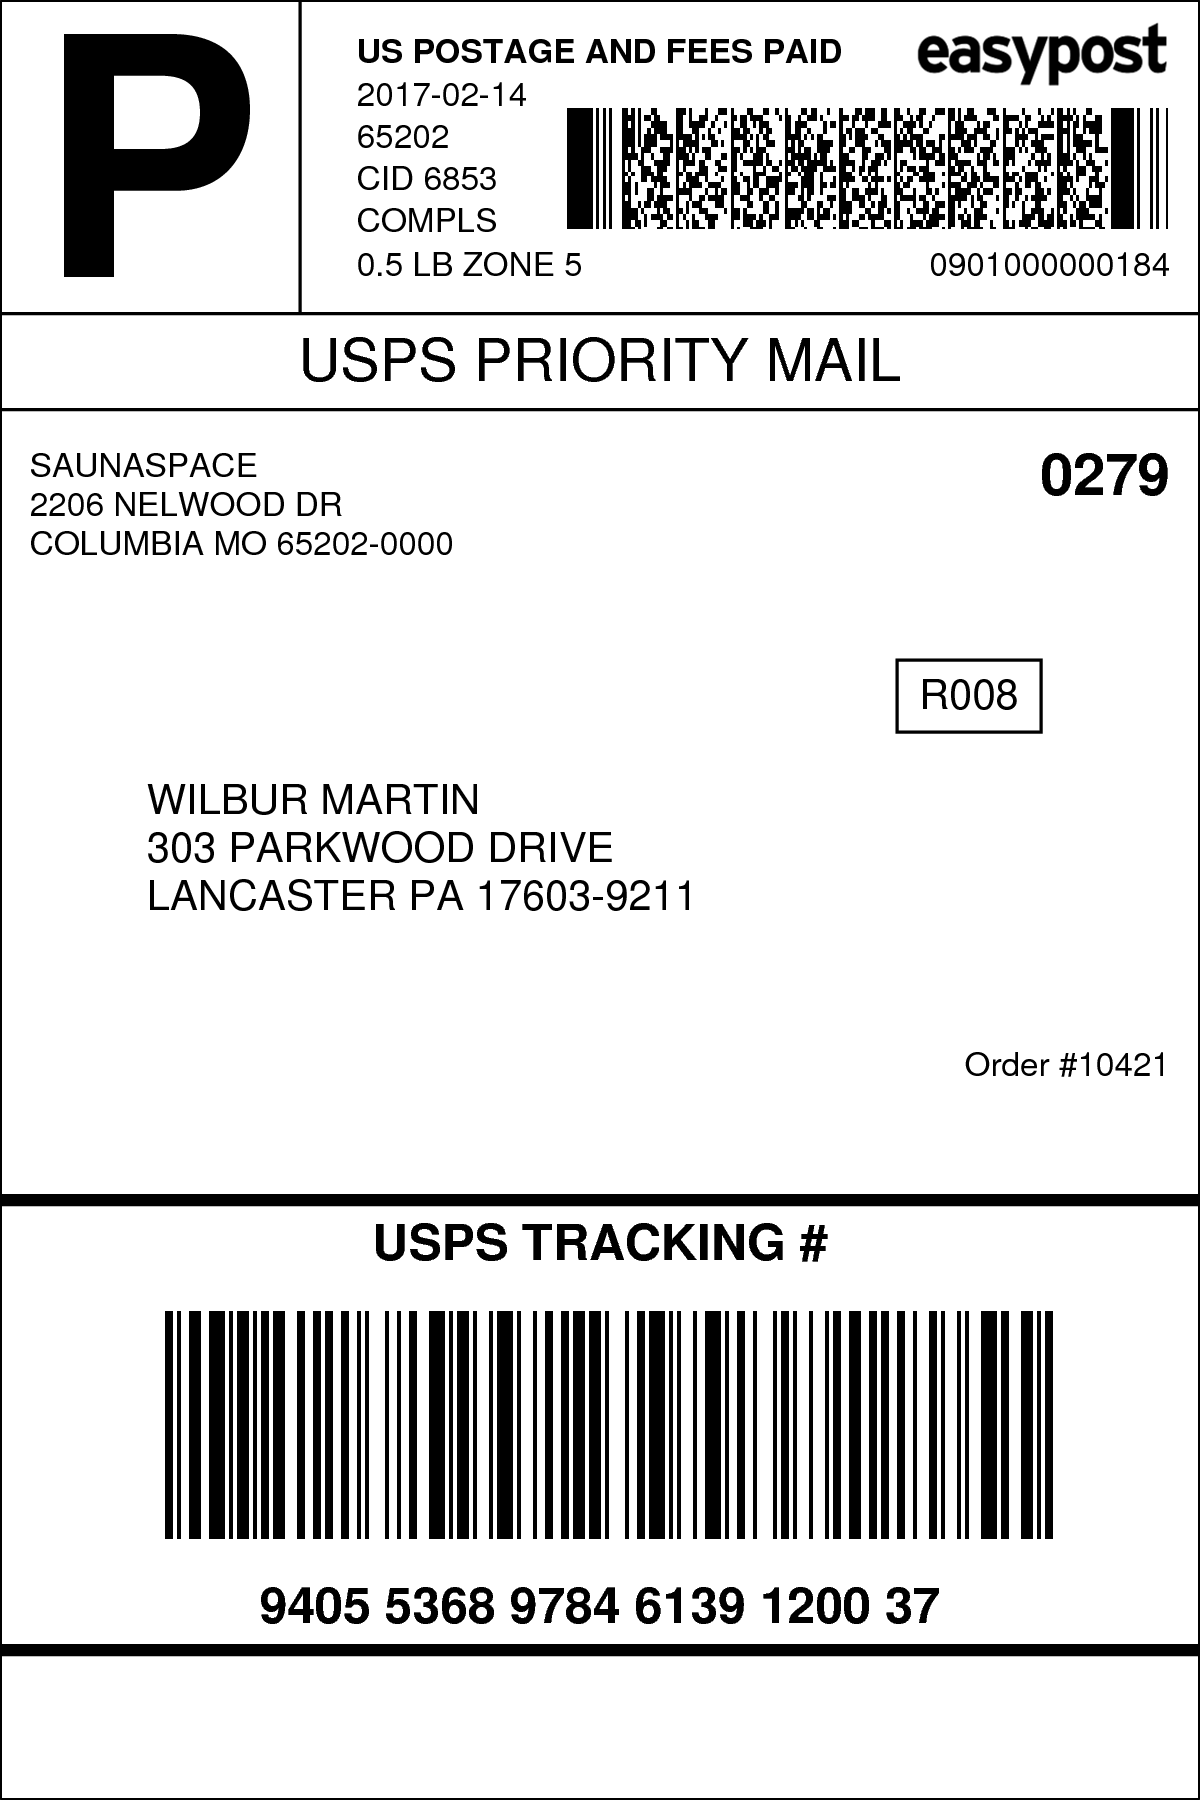 P
US POSTAGE AND FEES PAID
easypost
2017-02-14
65202
CID 6853
COMPLS
0.5 LB ZONE 5
0901000000184
USPS PRIORITY MAIL
SAUNASPACE
2206 NELWOOD DR
COLUMBIA MO 65202-0000
0279
R008
WILBUR MARTIN
303 PARKWOOD DRIVE
LANCASTER PA 17603-9211
Order #10421
USPS TRACKING #
9405 5368 9784 6139 1200 37